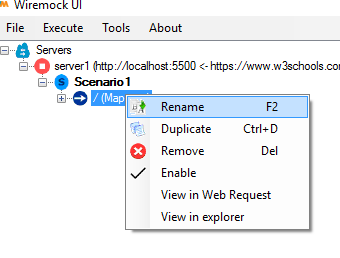 Wiremock UI
File Execute Tools About
Servers
server1 (http://localhost:5500 <- https://www.w3schools.com
Scenario1
/ (Map
Rename F2
Duplicate Ctrl+D
Remove Del
Enable
View in Web Request
View in explorer